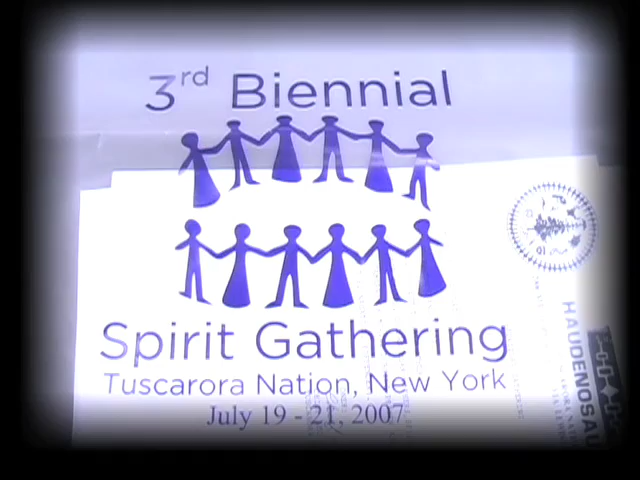 3rd Biennial
Spirit Gathering
Tuscarora Nation, New York
July 19 - 21, 2007
HAUDENOSAU